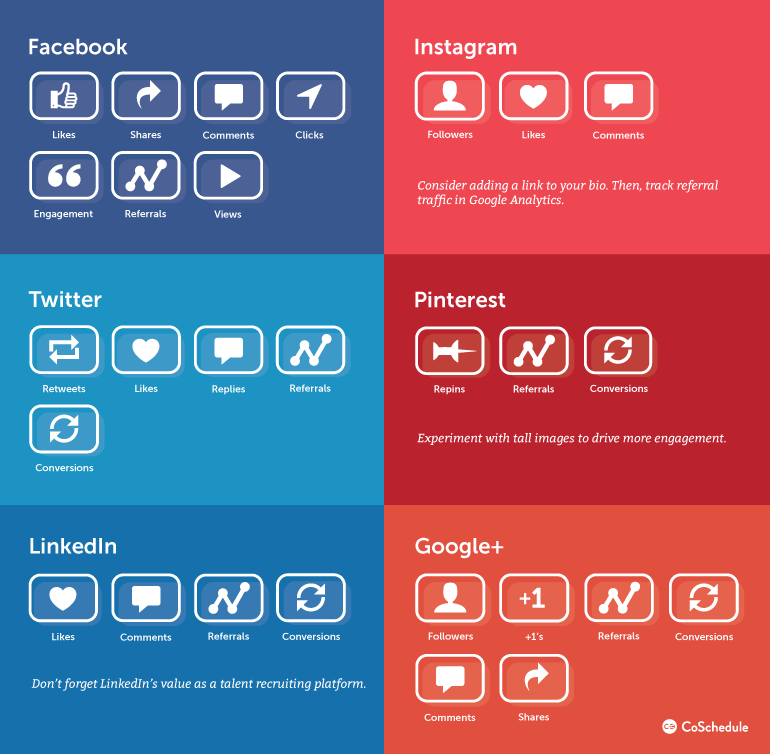 Facebook
Likes
Shares
Comments
Clicks
Engagement
Referrals
Views
Instagram
Followers
Likes
Comments
Consider adding a link to your bio. Then, track referral
traffic in Google Analytics.
Twitter
Retweets
Likes
Replies
Referrals
Conversions
Pinterest
Repins
Referrals
Conversions
Experiment with tall images to drive more engagement.
LinkedIn
Likes
Comments
Referrals
Conversions
Don't forget LinkedIn's value as a talent recruiting platform.
Google+
Followers
+1
+1's
Referrals
Conversions
Comments
Shares
CoSchedule